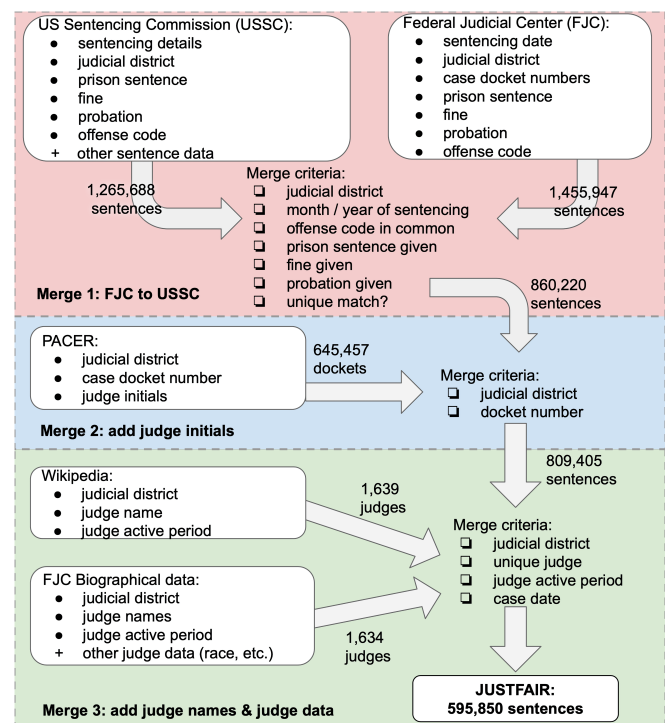 US Sentencing Commission (USSC):
● sentencing details
● judicial district
● prison sentence
● fine
● probation
● offense code
+ other sentence data
Federal Judicial Center (FJC):
● sentencing date
● judicial district
● case docket numbers
● prison sentence
● fine
● probation
● offense code
1,265,688
sentences
Merge criteria:
❏ judicial district
❏ month / year of sentencing
❏ offense code in common
❏ prison sentence given
❏ fine given
❏ probation given
❏ unique match?
1,455,947
sentences
Merge 1: FJC to USSC
860,220
sentences
PACER:
● judicial district
● case docket number
● judge initials
645,457
dockets
Merge criteria:
❏ judicial district
❏ docket number
Merge 2: add judge initials
809,405
sentences
Wikipedia:
● judicial district
● judge name
● judge active period
1,639
judges
Merge criteria:
❏ judicial district
❏ unique judge
❏ judge active period
❏ case date
FJC Biographical data:
● judicial district
● judge names
● judge active period
+ other judge data (race, etc.)
1,634
judges
JUSTFAIR:
595,850 sentences
Merge 3: add judge names & judge data